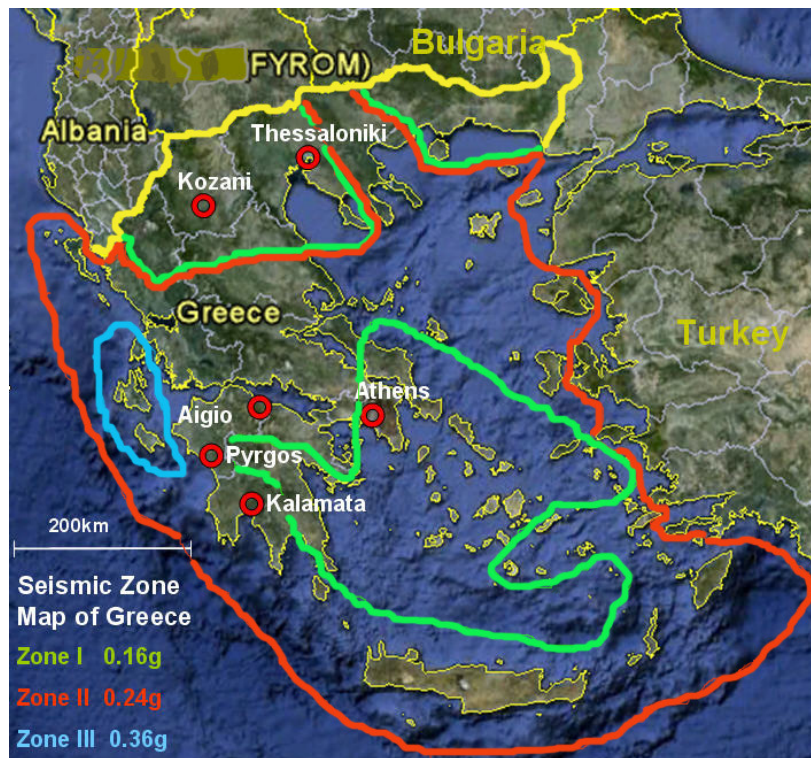 Bulgaria
FYROM)
Albania
Thessaloniki
Kozani
Greece
Turkey
Athens
Aigio
Pyrgos
Kalamata
200km
Seismic Zone
Map of Greece
Zone I 0.16g
Zone II 0.24g
Zone III 0.36g